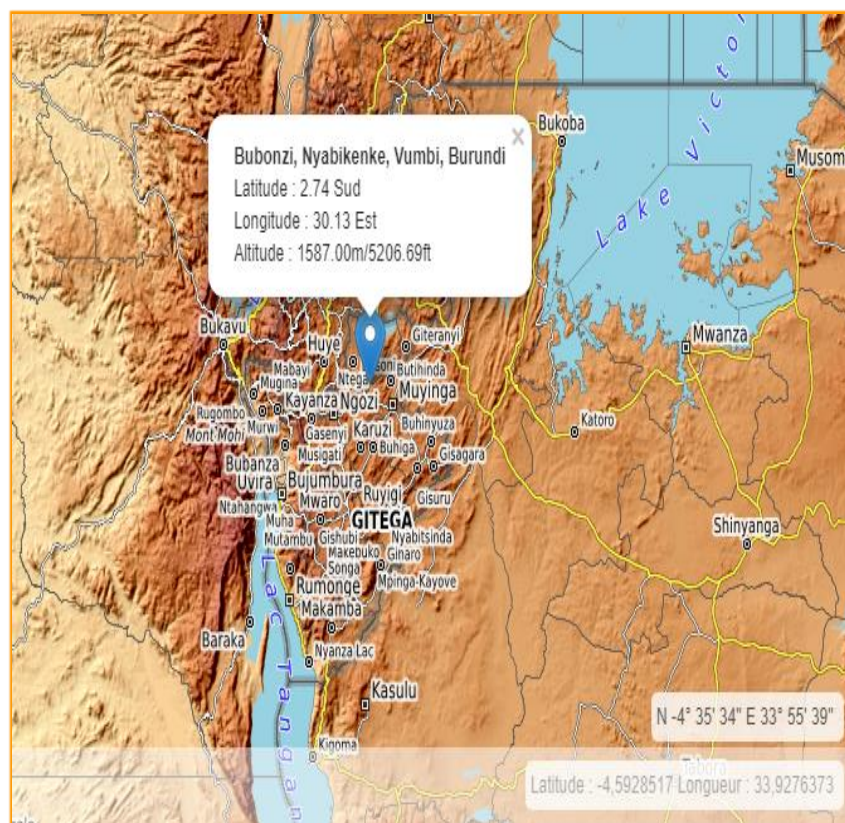 Bubonzi, Nyabikenke, Vumbi, Burundi
Latitude : 2.74 Sud
Longitude : 30.13 Est
Altitude : 1587.00m/5206.69ft
×
Bukoba
Lake Victor
Musom
Bukavu
Huye
Giteranyi
Mwanza
Mabayi
Ntega
Butihinda
Mugina
Muyinga
Kayanza
Ngozi
Rugombo
Murwi
Gasenyi
Karuzi
Buhinyuza
Katoro
Mont Mohi
Musigati
Buhiga
Gisagara
Bubanza
Uvira
Bujumbura
Ruyigi
Gisuru
Mwaro
Ntahangwa
Muha
GITEGA
Shinyanga
Mutambu
Gishubi
Nyabitsinda
Makebuko
Ginaro
Songa
Mpinga-Kayove
Rumonge
Makamba
Baraka
Lac Tangan
Nyanza Lac
Kasulu
N -4° 35' 34" E 33° 55' 39"
Kigoma
Tabora
Latitude : -4,5928517 Longueur : 33,9276373